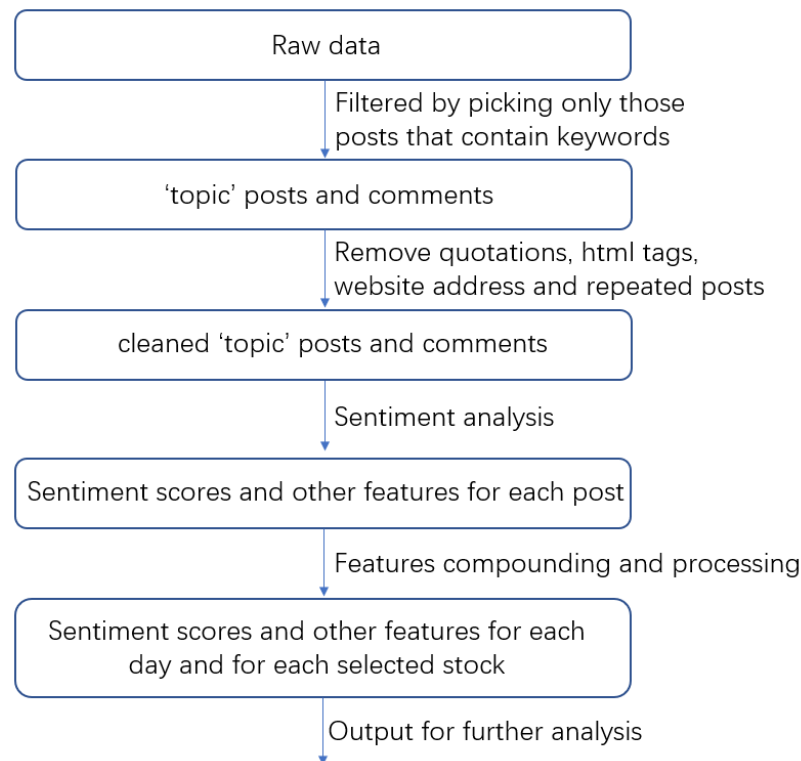 Raw data
Filtered by picking only those
posts that contain keywords
‘topic’ posts and comments
Remove quotations, html tags,
website address and repeated posts
cleaned ‘topic’ posts and comments
Sentiment analysis
Sentiment scores and other features for each post
Features compounding and processing
Sentiment scores and other features for each
day and for each selected stock
Output for further analysis